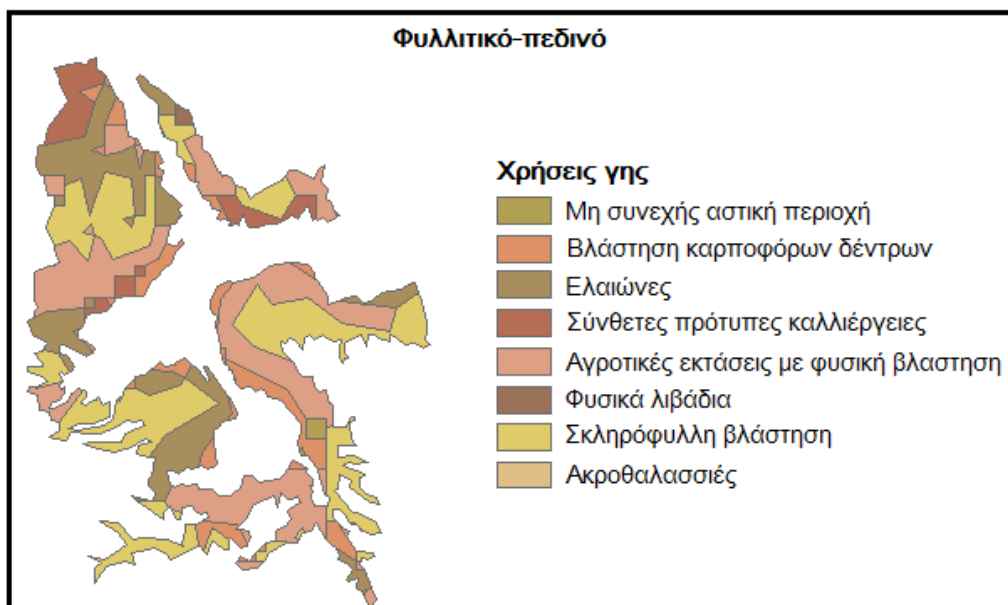 Φυλλιτικό-πεδινό
Χρήσεις γης
Μη συνεχής αστική περιοχή
Βλάστηση καρποφόρων δέντρων
Ελαιώνες
Σύνθετες πρότυπες καλλιέργειες
Αγροτικές εκτάσεις με φυσική βλαστηση
Φυσικά λιβάδια
Σκληρόφυλλη βλάστηση
Ακροθαλασσιές